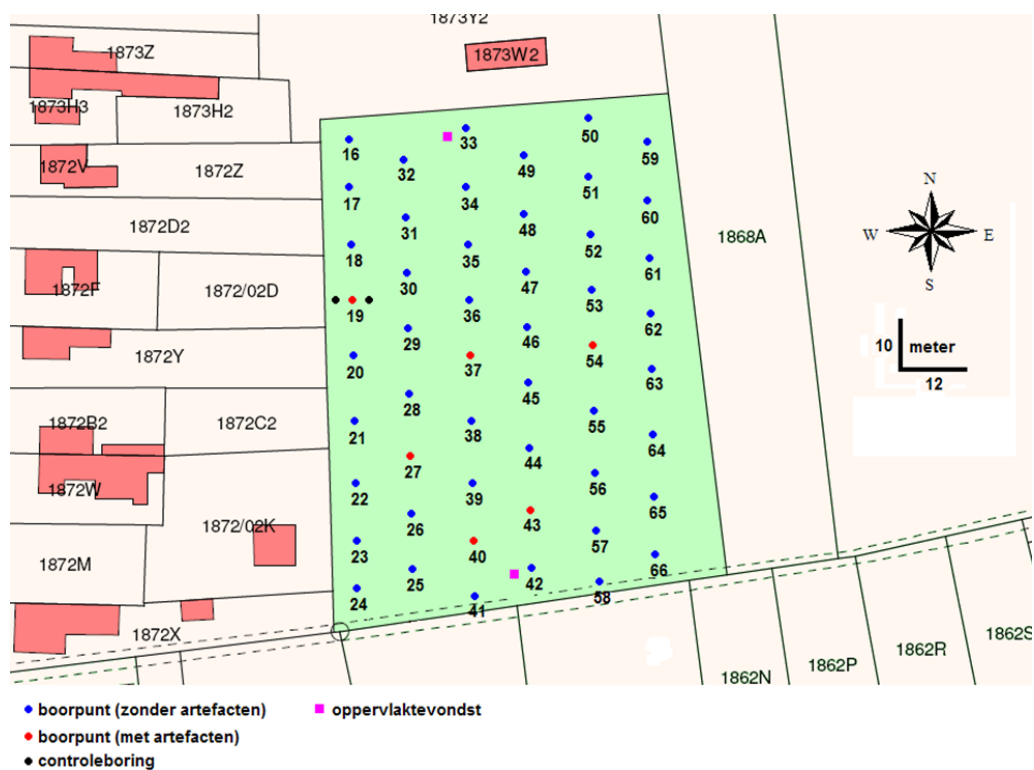 1873Y2
1873Z
1873W2
1873H3
1873H2
1872V
1872Z
1872D2
1872F
1872/02D
1872Y
1872B2
1872C2
1872W
1872/02K
1872M
1872X
16
17
18
19
20
21
22
23
24
32
31
30
29
28
27
26
25
33
34
35
36
37
38
39
40
41
49
48
47
46
45
44
43
42
50
51
52
53
54
55
56
57
58
59
60
61
62
63
64
65
66
1868A
N
W E
S
10 meter
12
1862N
1862P
1862R
1862S
boorpunt (zonder artefacten) oppervlaktevondst
boorpunt (met artefacten)
controleboring